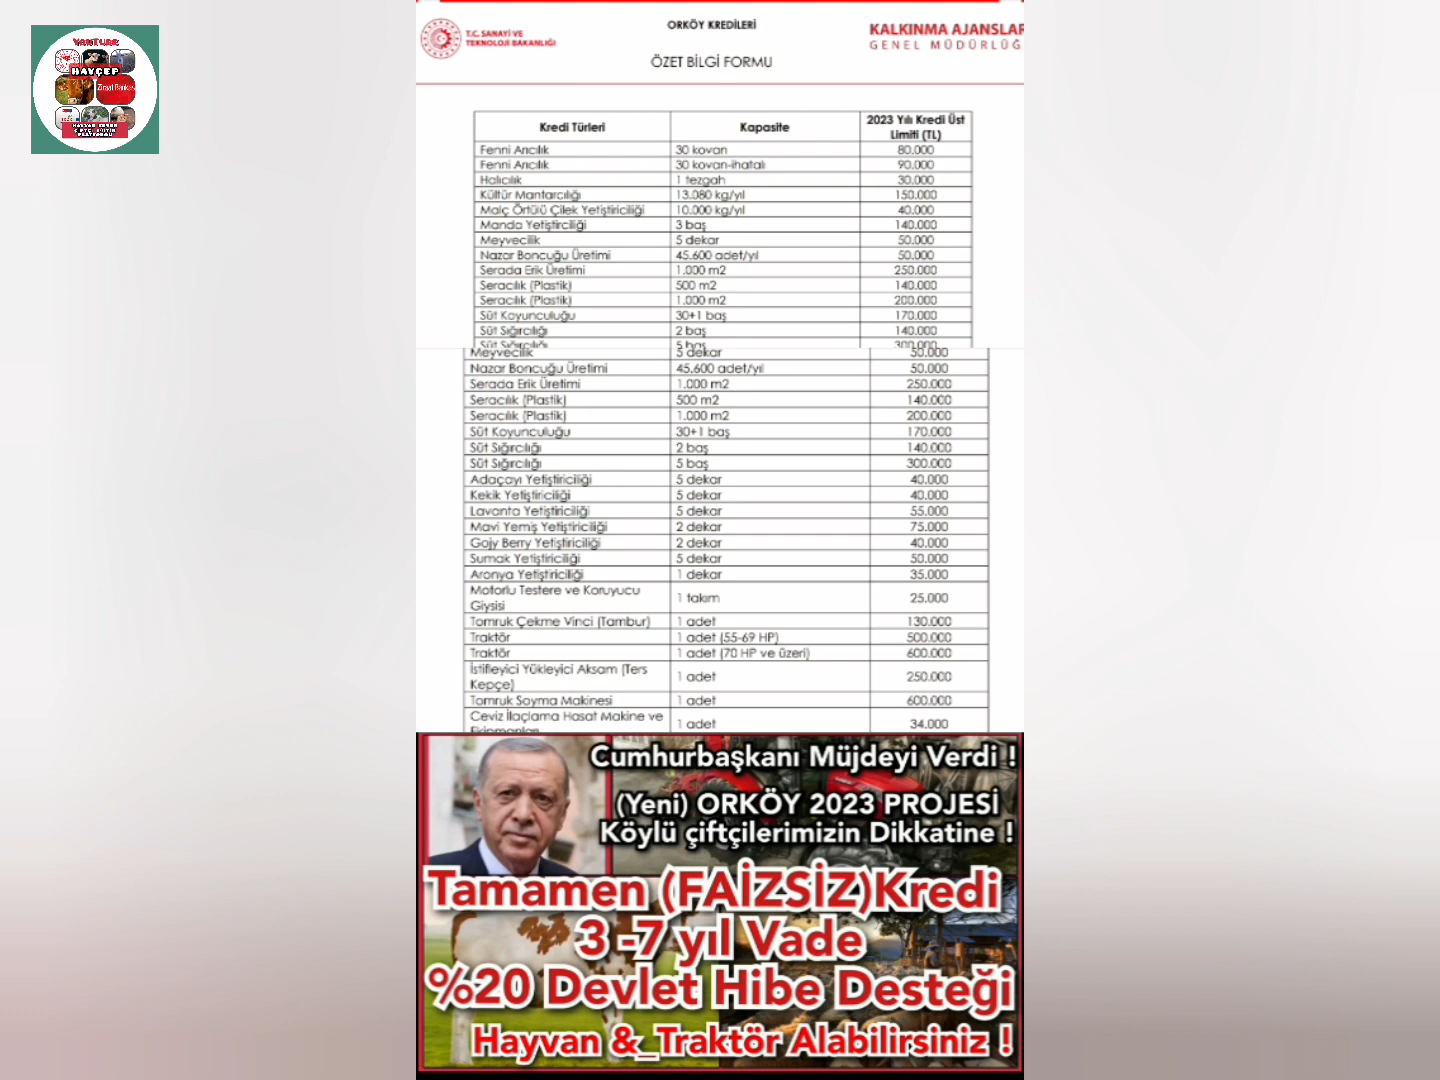 YANTUR
HAYÇEP
Ziraat Bankası
T.C. SANAYİ VE
TEKNOLOJİ BAKANLIĞI
ORKÖY KREDİLERİ
ÖZET BİLGİ FORMU
KALKINMA AJANSLAR
GENEL MÜDÜRLÜĞ
Kredi Türleri Kapasite 2023 Yılı Kredi Üst Limiti (TL)
Fenni Arıcılık 30 kovan 80.000
Fenni Arıcılık 30 kovan-ihatalı 90.000
Halıcılık 1 tezgah 30.000
Kültür Mantarcılığı 13.080 kg/yıl 150.000
Malç Örtülü Çilek Yetiştiriciliği 10.000 kg/yıl 40.000
Manda Yetiştirciliği 3 baş 140.000
Meyvecilik 5 dekar 50.000
Nazar Boncuğu Üretimi 45.600 adet/yıl 50.000
Serada Erik Üretimi 1.000 m2 250.000
Seracılık (Plastik) 500 m2 140.000
Seracılık (Plastik) 1.000 m2 200.000
Süt Koyunculuğu 30+1 baş 170.000
Süt Sığırcılığı 2 baş 140.000
Süt Sığırcılığı 5 baş 300.000
Meyvecilik 5 dekar 50.000
Nazar Boncuğu Üretimi 45.600 adet/yıl 50.000
Serada Erik Üretimi 1.000 m2 250.000
Seracılık (Plastik) 500 m2 140.000
Seracılık (Plastik) 1.000 m2 200.000
Süt Koyunculuğu 30+1 baş 170.000
Süt Sığırcılığı 2 baş 140.000
Süt Sığırcılığı 5 baş 300.000
Adaçayı Yetiştiriciliği 5 dekar 40.000
Kekik Yetiştiriciliği 5 dekar 40.000
Lavanta Yetiştiriciliği 5 dekar 55.000
Mavi Yemiş Yetiştiriciliği 2 dekar 75.000
Gojy Berry Yetiştiriciliği 2 dekar 40.000
Sumak Yetiştiriciliği 5 dekar 50.000
Aronya Yetiştiriciliği 1 dekar 35.000
Motorlu Testere ve Koruyucu
Giysisi 1 takım 25.000
Tomruk Çekme Vinci (Tambur) 1 adet 130.000
Traktör 1 adet (55-69 HP) 500.000
Traktör 1 adet (70 HP ve üzeri) 600.000
İstifleyici Yükleyici Aksam (Ters
Kepçe) 1 adet 250.000
Tomruk Soyma Makinesi 1 adet 600.000
Ceviz İlaçlama Hasat Makine ve
Ekipmanları 1 adet 34.000
Cumhurbaşkanı Müjdeyi Verdi !
(Yeni) ORKÖY 2023 PROJESİ
Köylü çiftçilerimizin Dikkatine !
Tamamen (FAİZSİZ)Kredi
3 -7 yıl Vade
%20 Devlet Hibe Desteği
Hayvan &_Traktör Alabilirsiniz !